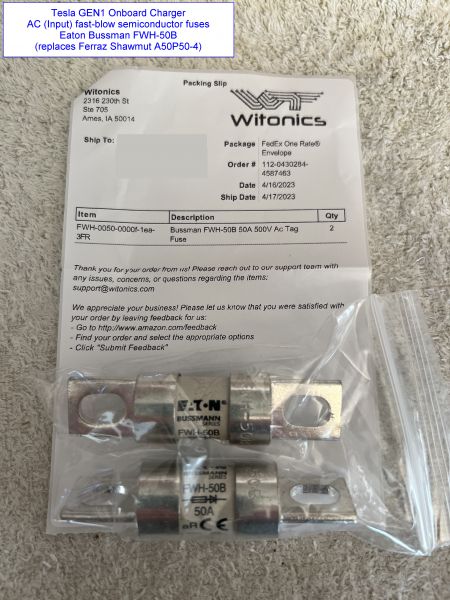 Tesla GEN1 Onboard Charger
AC (Input) fast-blow semiconductor fuses
Eaton Bussman FWH-50B
(replaces Ferraz Shawmut A50P50-4)
Packing Slip
Witonics
2316 230th St
Ste 705
Ames, IA 50014
Witonics
Ship To:
Package FedEx One Rate®
Envelope
Order # 112-0430284-
4587463
Date 4/16/2023
Ship Date 4/17/2023
Item Description Qty
FWH-0050-0000f-1ea- Bussman FWH-50B 50A 500V Ac Tag 2
3FR Fuse
Thank you for your order from us! Please reach out to our support team with
any issues, concerns, or questions regarding the items:
support@witonics.com
We appreciate your business! Please let us know that you were satisfied with
your order by leaving feedback for us:
- Go to http://www.amazon.com/feedback
- Find your order and select the appropriate options
- Click "Submit Feedback"
EATON
BUSSMANN
SERIES
FWH-50B
BUSSMANN
SERIES
FWH-50B
50A
aR CE